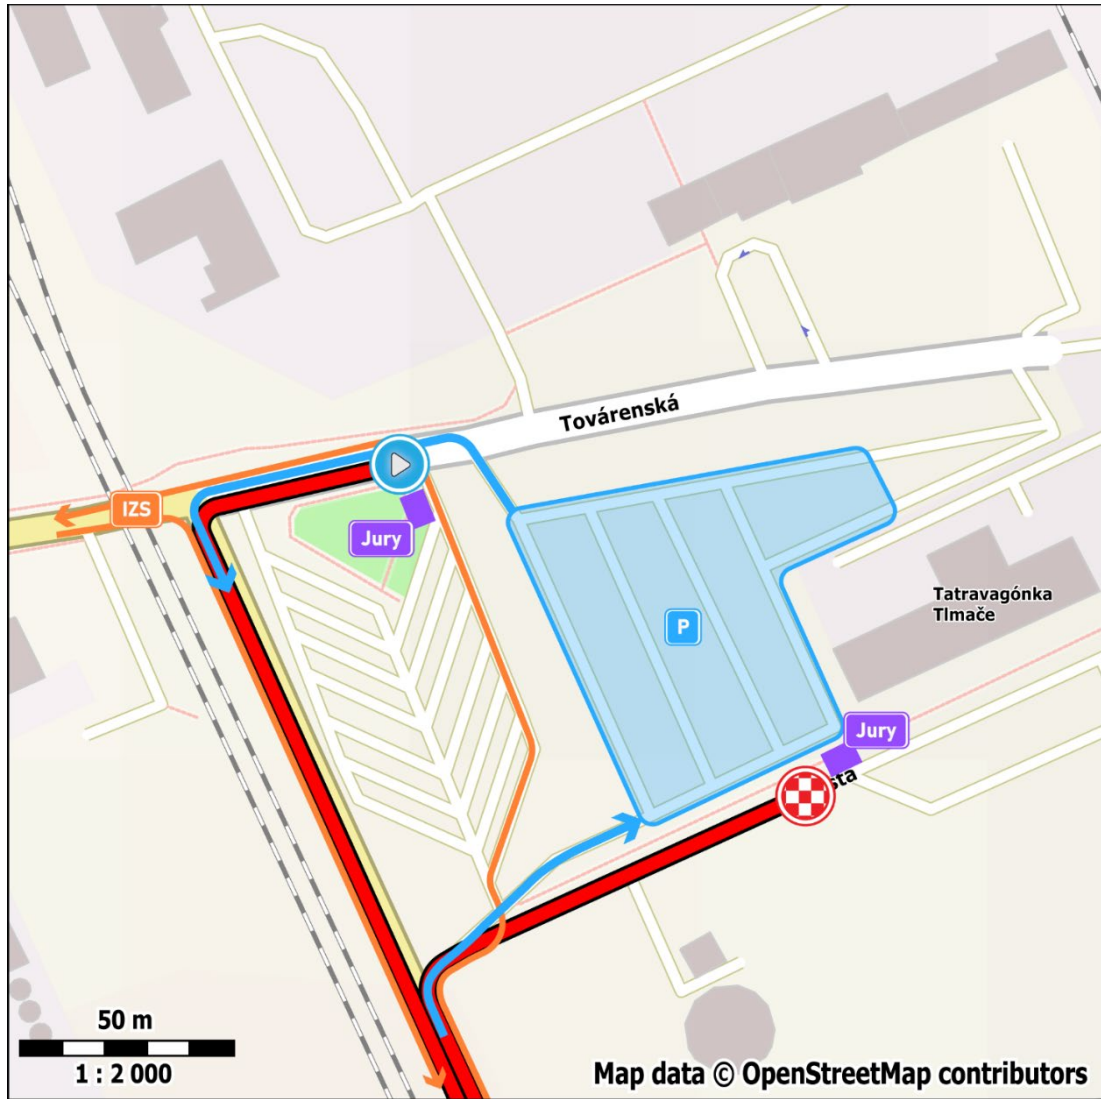 Továrenská
IZS
Jury
P
Tatravagónka
Tlmače
Jury
50 m
1 : 2 000
Map data © OpenStreetMap contributors